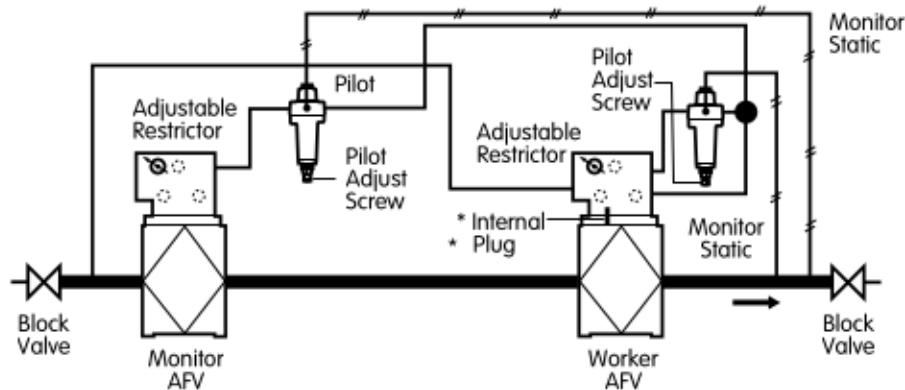 Monitor
Static
Pilot
Pilot
Adjust
Screw
Adjustable
Restrictor
Adjustable
Restrictor
Pilot
Adjust
Screw
* Internal
* Plug
Monitor
Static
Block
Valve
Monitor
AFV
Worker
AFV
Block
Valve